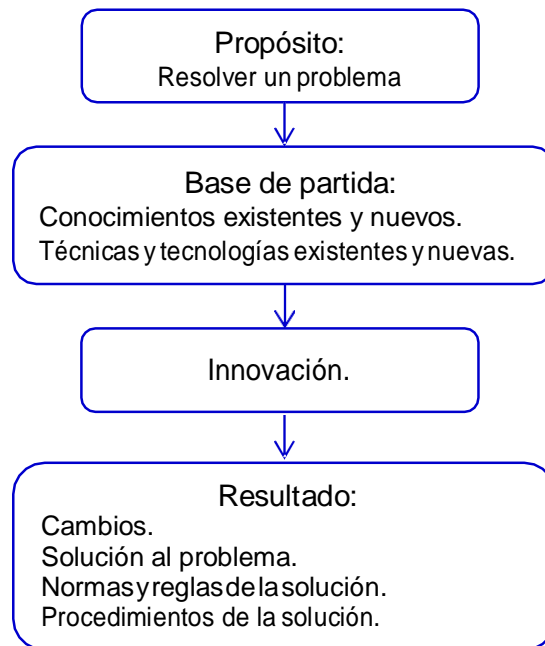 Propósito:
Resolver un problema
Base de partida:
Conocimientos existentes y nuevos.
Técnicas y tecnologías existentes y nuevas.
Innovación.
Resultado:
Cambios.
Solución al problema.
Normas y reglas de la solución.
Procedimientos de la solución.